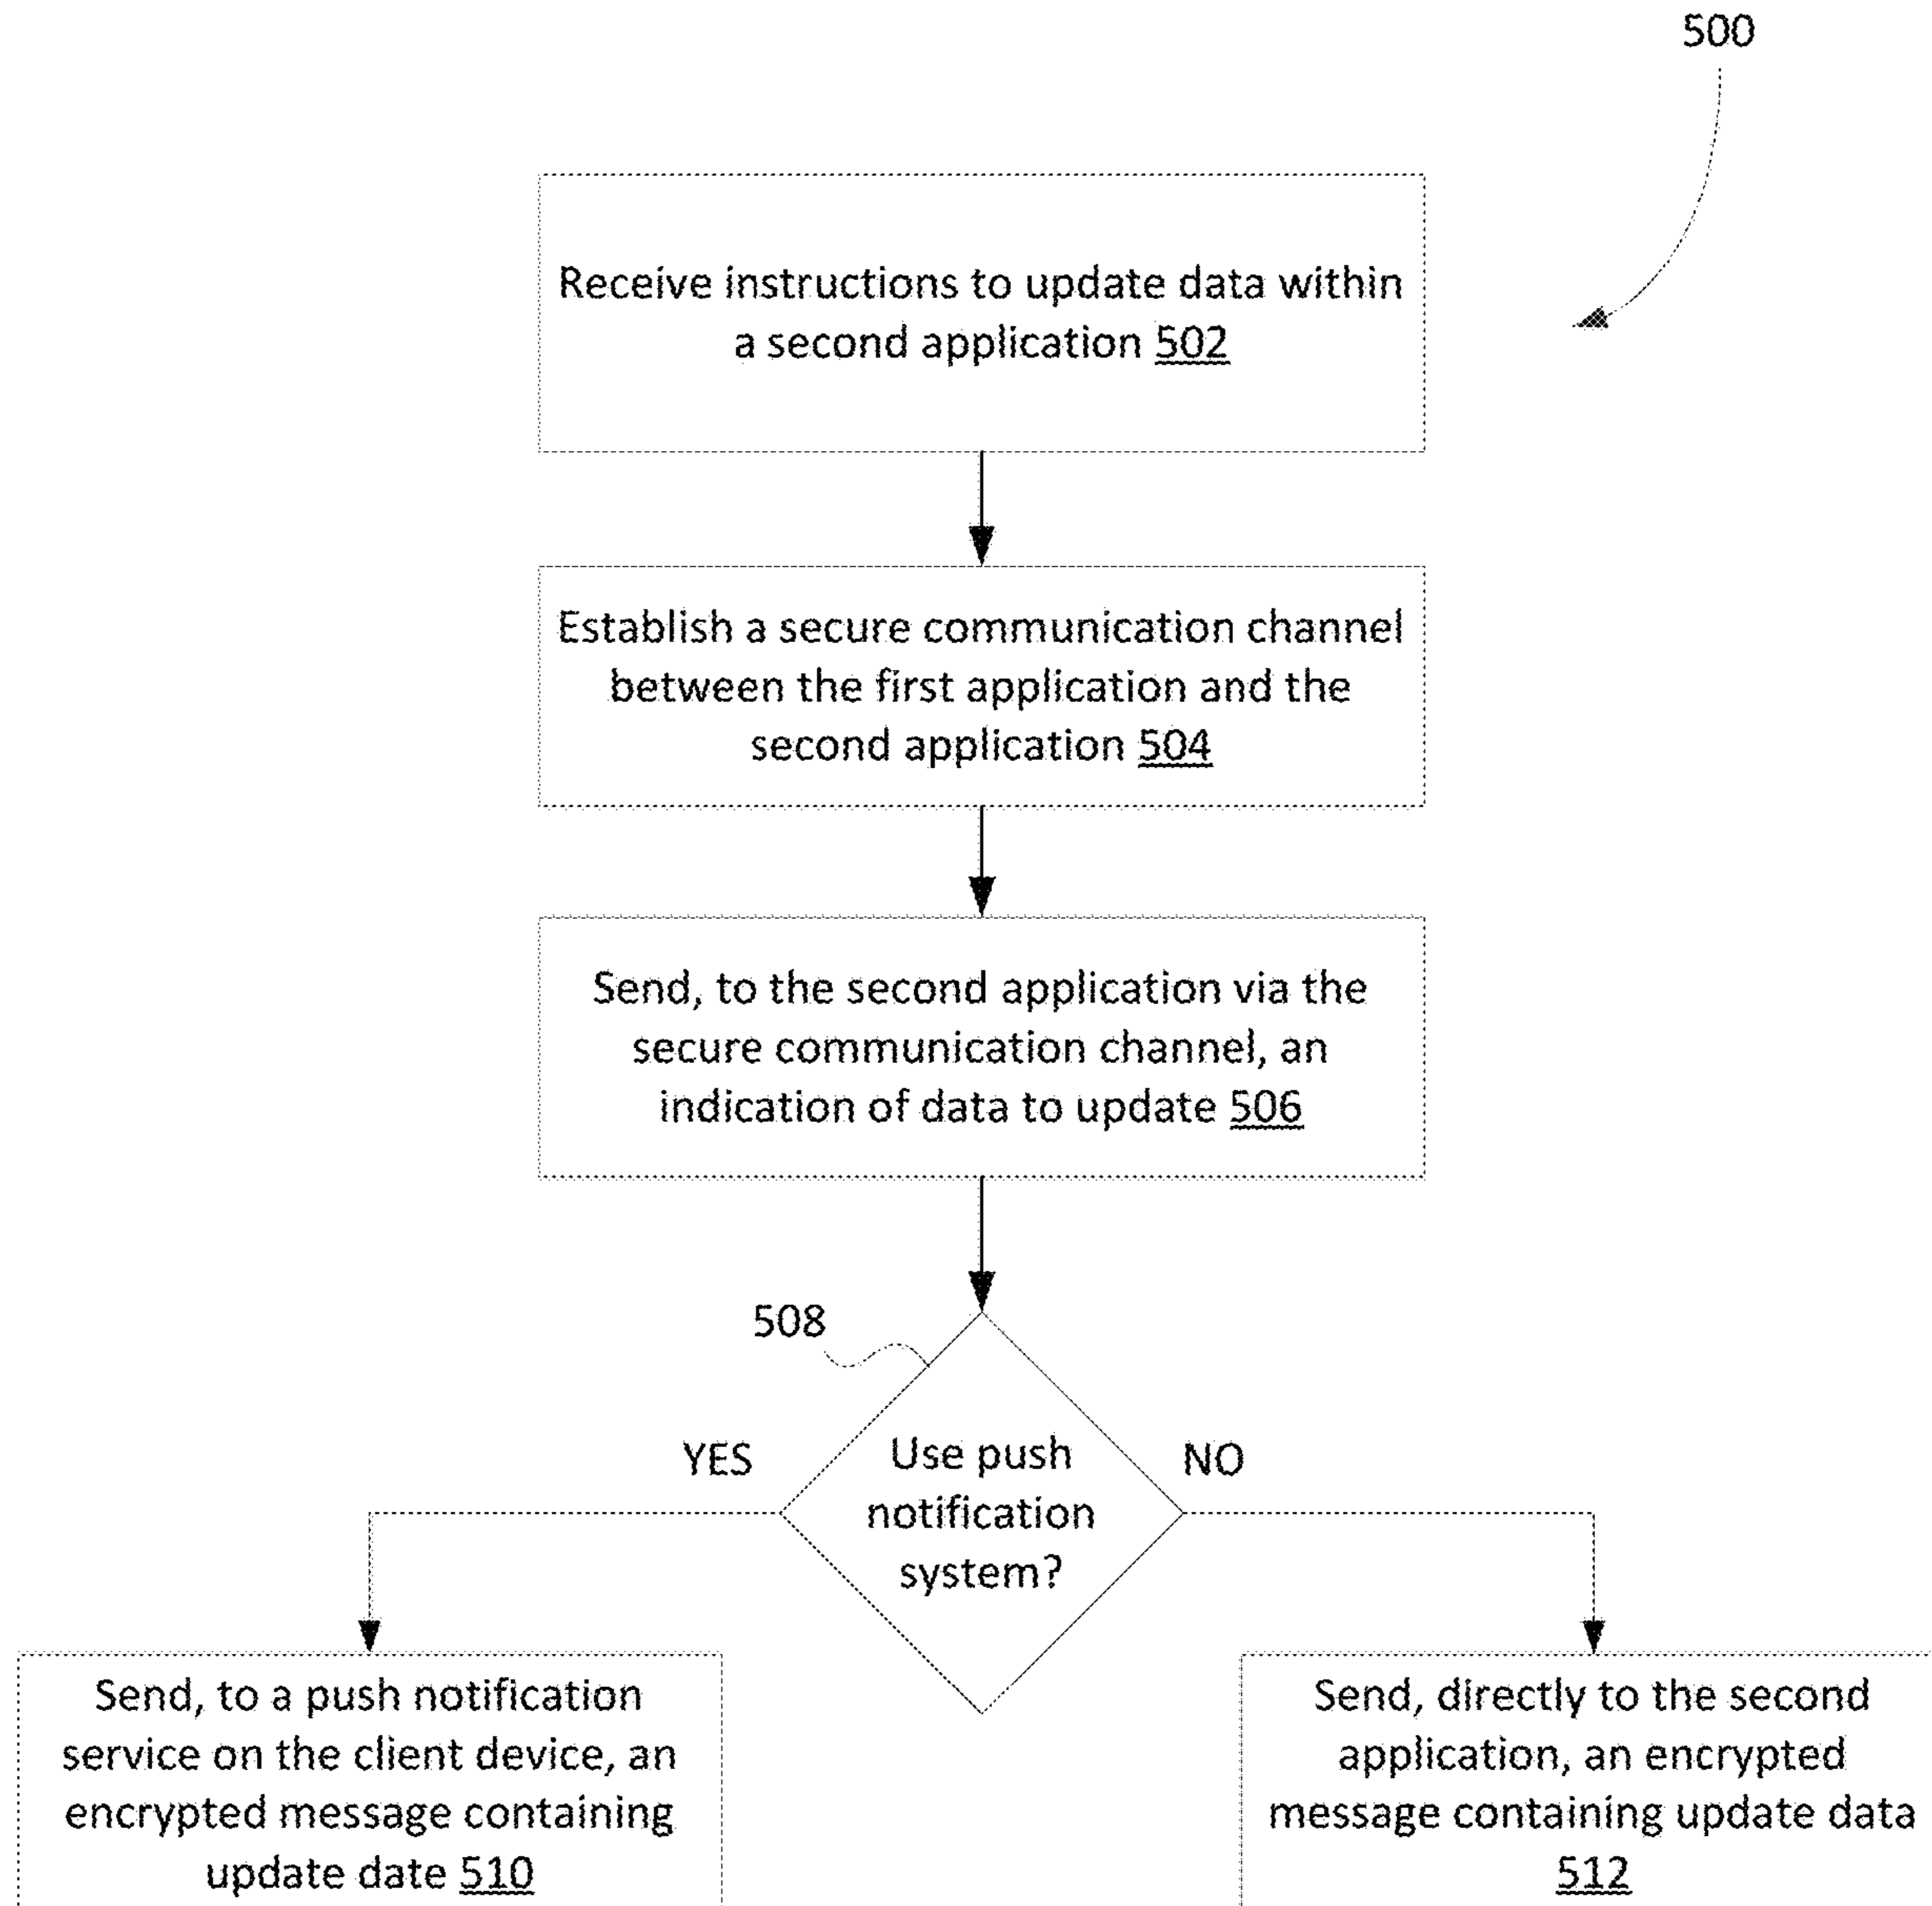 500
Receive instructions to update data within
a second application 502
Establish a secure communication channel
between the first application and the
second application 504
Send, to the second application via the
secure communication channel, an
indication of data to update 506
508
YES
Use push
notification
system?
NO
Send, to a push notification
service on the client device, an
encrypted message containing
update date 510
Send, directly to the second
application, an encrypted
message containing update data
512